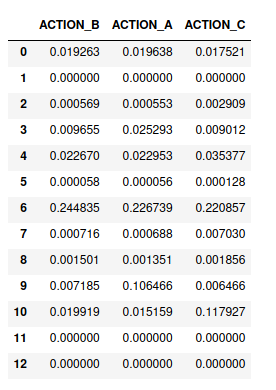 ACTION_B ACTION_A ACTION_C
0 0.019263 0.019638 0.017521
1 0.000000 0.000000 0.000000
2 0.000569 0.000553 0.002909
3 0.009655 0.025293 0.009012
4 0.022670 0.022953 0.035377
5 0.000058 0.000056 0.000128
6 0.244835 0.226739 0.220857
7 0.000716 0.000688 0.007030
8 0.001501 0.001351 0.001856
9 0.007185 0.106466 0.006466
10 0.019919 0.015159 0.117927
11 0.000000 0.000000 0.000000
12 0.000000 0.000000 0.000000